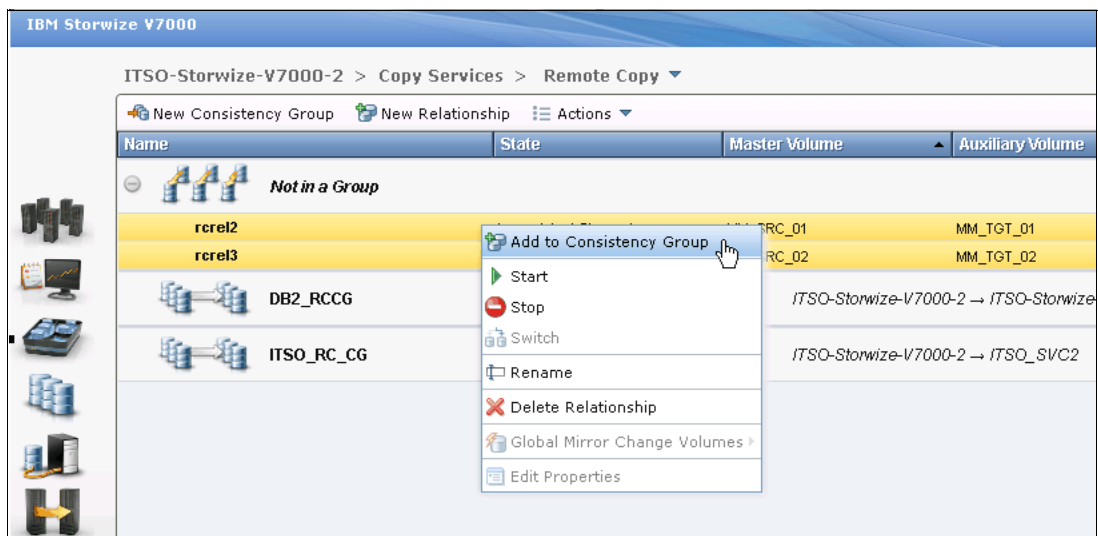 IBM Storwize V7000
ITSO-Storwize-V7000-2 > Copy Services > Remote Copy
New Consistency Group New Relationship Actions
Name State Master Volume Auxiliary Volume
Not in a Group
rcrel2 MM_TGT_01
Add to Consistency Group
rcrel3 RC_02 MM_TGT_02
Start
DB2_RCCG ITSO-Storwize-V7000-2 → ITSO-Storwize
Stop
Switch
ITSO_RC_CG ITSO-Storwize-V7000-2 → ITSO_SVC2
Rename
Delete Relationship
Global Mirror Change Volumes
Edit Properties